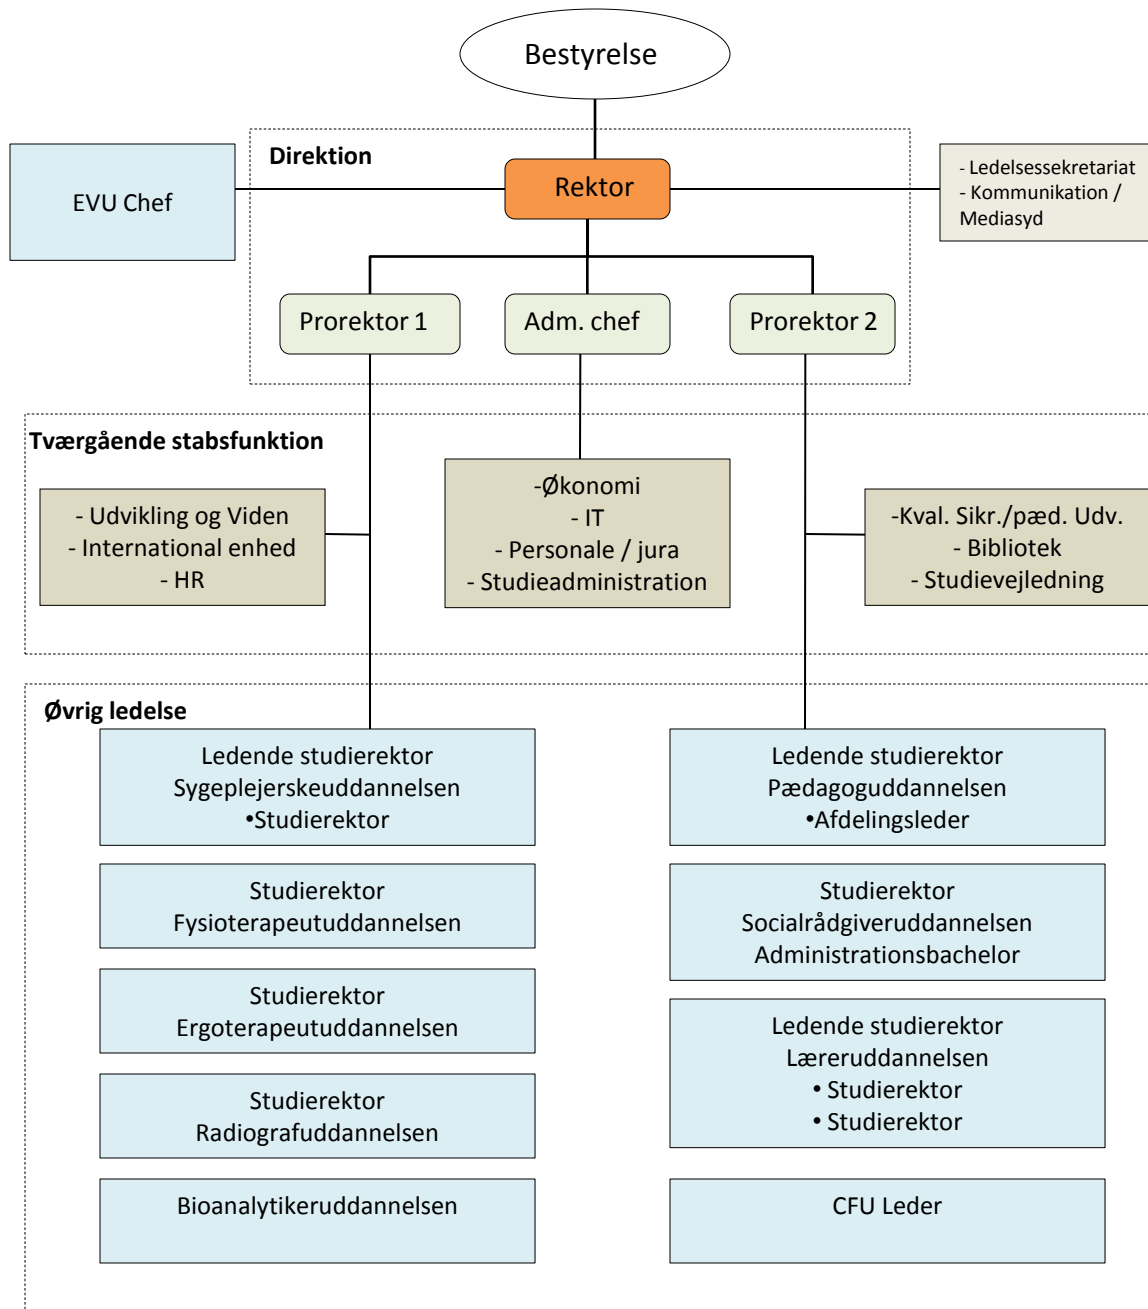 Bestyrelse
Direktion
Rektor
EVU Chef
- Ledelsessekretariat
- Kommunikation /
Mediasyd
Prorektor 1
Adm. chef
Prorektor 2
Tværgående stabsfunktion
- Udvikling og Viden
- International enhed
- HR
-Økonomi
- IT
- Personale / jura
- Studieadministration
-Kval. Sikr./pæd. Udv.
- Bibliotek
- Studievejledning
Øvrig ledelse
Ledende studierektor
Sygeplejerskeuddannelsen
•Studierektor
Studierektor
Fysioterapeutuddannelsen
Studierektor
Ergoterapeutuddannelsen
Studierektor
Radiografuddannelsen
Bioanalytikeruddannelsen
Ledende studierektor
Pædagoguddannelsen
•Afdelingsleder
Studierektor
Socialrådgiveruddannelsen
Administrationsbachelor
Ledende studierektor
Læreruddannelsen
• Studierektor
• Studierektor
CFU Leder